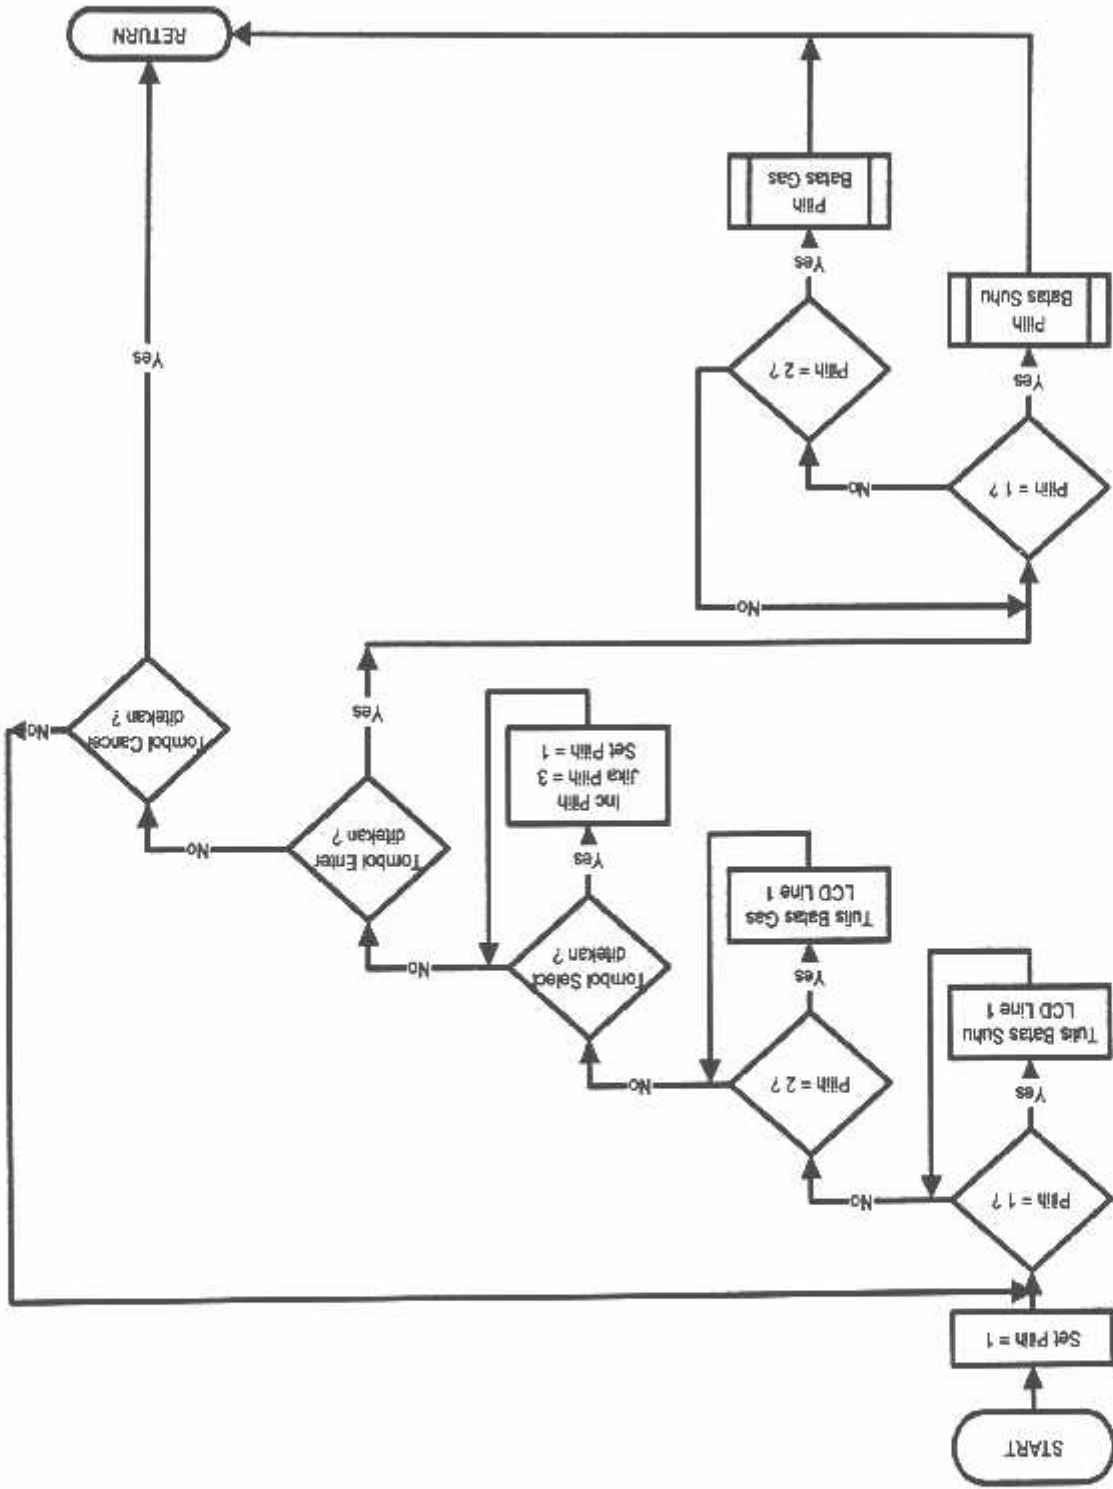 START
Set Pilih = 1
Pilih = 1 ?
Yes
No
Tulis Batas Suhu
LCD Line 1
Pilih = 2 ?
Yes
No
Tulis Batas Gas
LCD Line 1
Tombol Select
ditekan ?
Yes
No
Inc Pilih
Jika Pilih = 3
Set Pilih = 1
Tombol Enter
ditekan ?
Yes
No
Tombol Cancel
ditekan ?
No
Yes
Pilih = 1 ?
Yes
No
Pilih
Batas Suhu
Pilih = 2 ?
Yes
No
Pilih
Batas Gas
RETURN